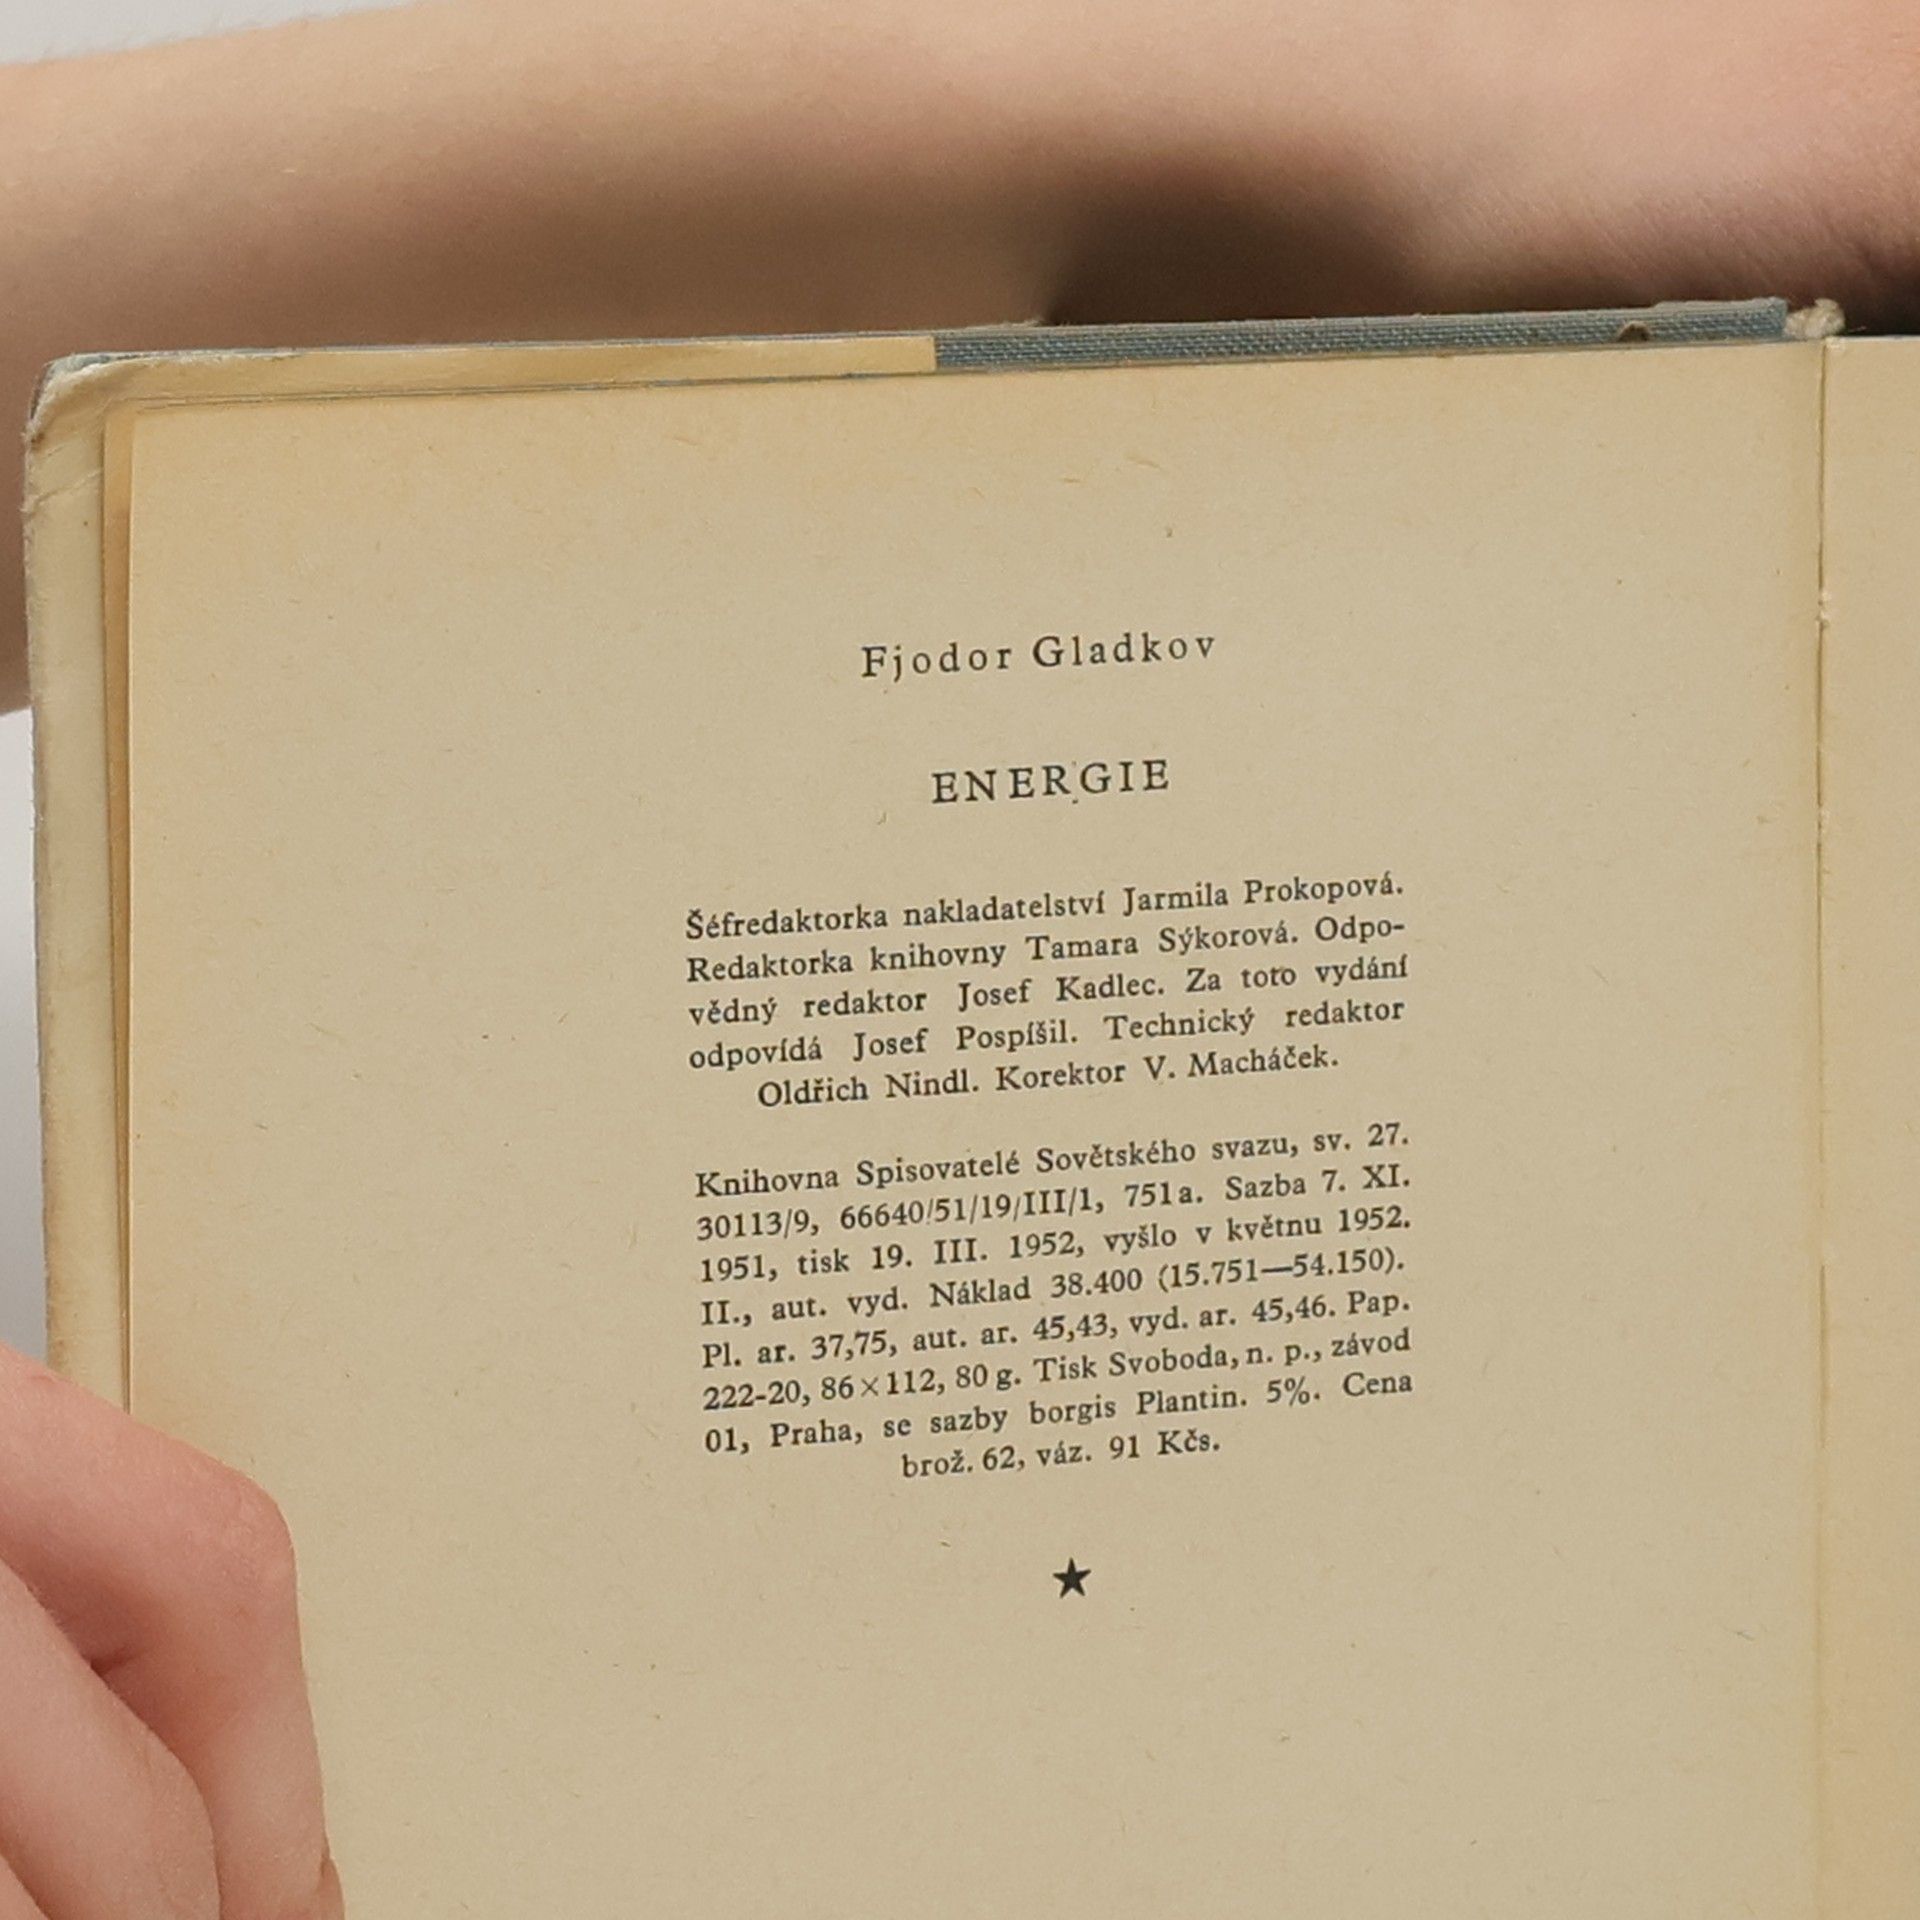 Fjodor Gladkov
ENERGIE
Šéfredaktorka nakladatelství Jarmila Prokopová.
Redaktorka knihovny Tamara Sýkorová. Odpo-
vědný redaktor Josef Kadlec. Za toto vydání
odpovídá Josef Pospíšil. Technický redaktor
Oldřich Nindl. Korektor V. Macháček.
Knihovna Spisovatelé Sovětského svazu, sv. 27.
30113/9, 66640/51/19/III/1, 751a. Sazba 7. XI.
1951, tisk 19. III. 1952, vyšlo v květnu 1952.
II., aut. vyd. Náklad 38.400 (15.751—54.150).
Pl. ar. 37,75, aut. ar. 45,43, vyd. ar. 45,46. Pap.
222-20, 86×112, 80 g. Tisk Svoboda, n. p., závod
01, Praha, se sazby borgis Plantin. 5%. Cena
brož. 62, váz. 91 Kčs.